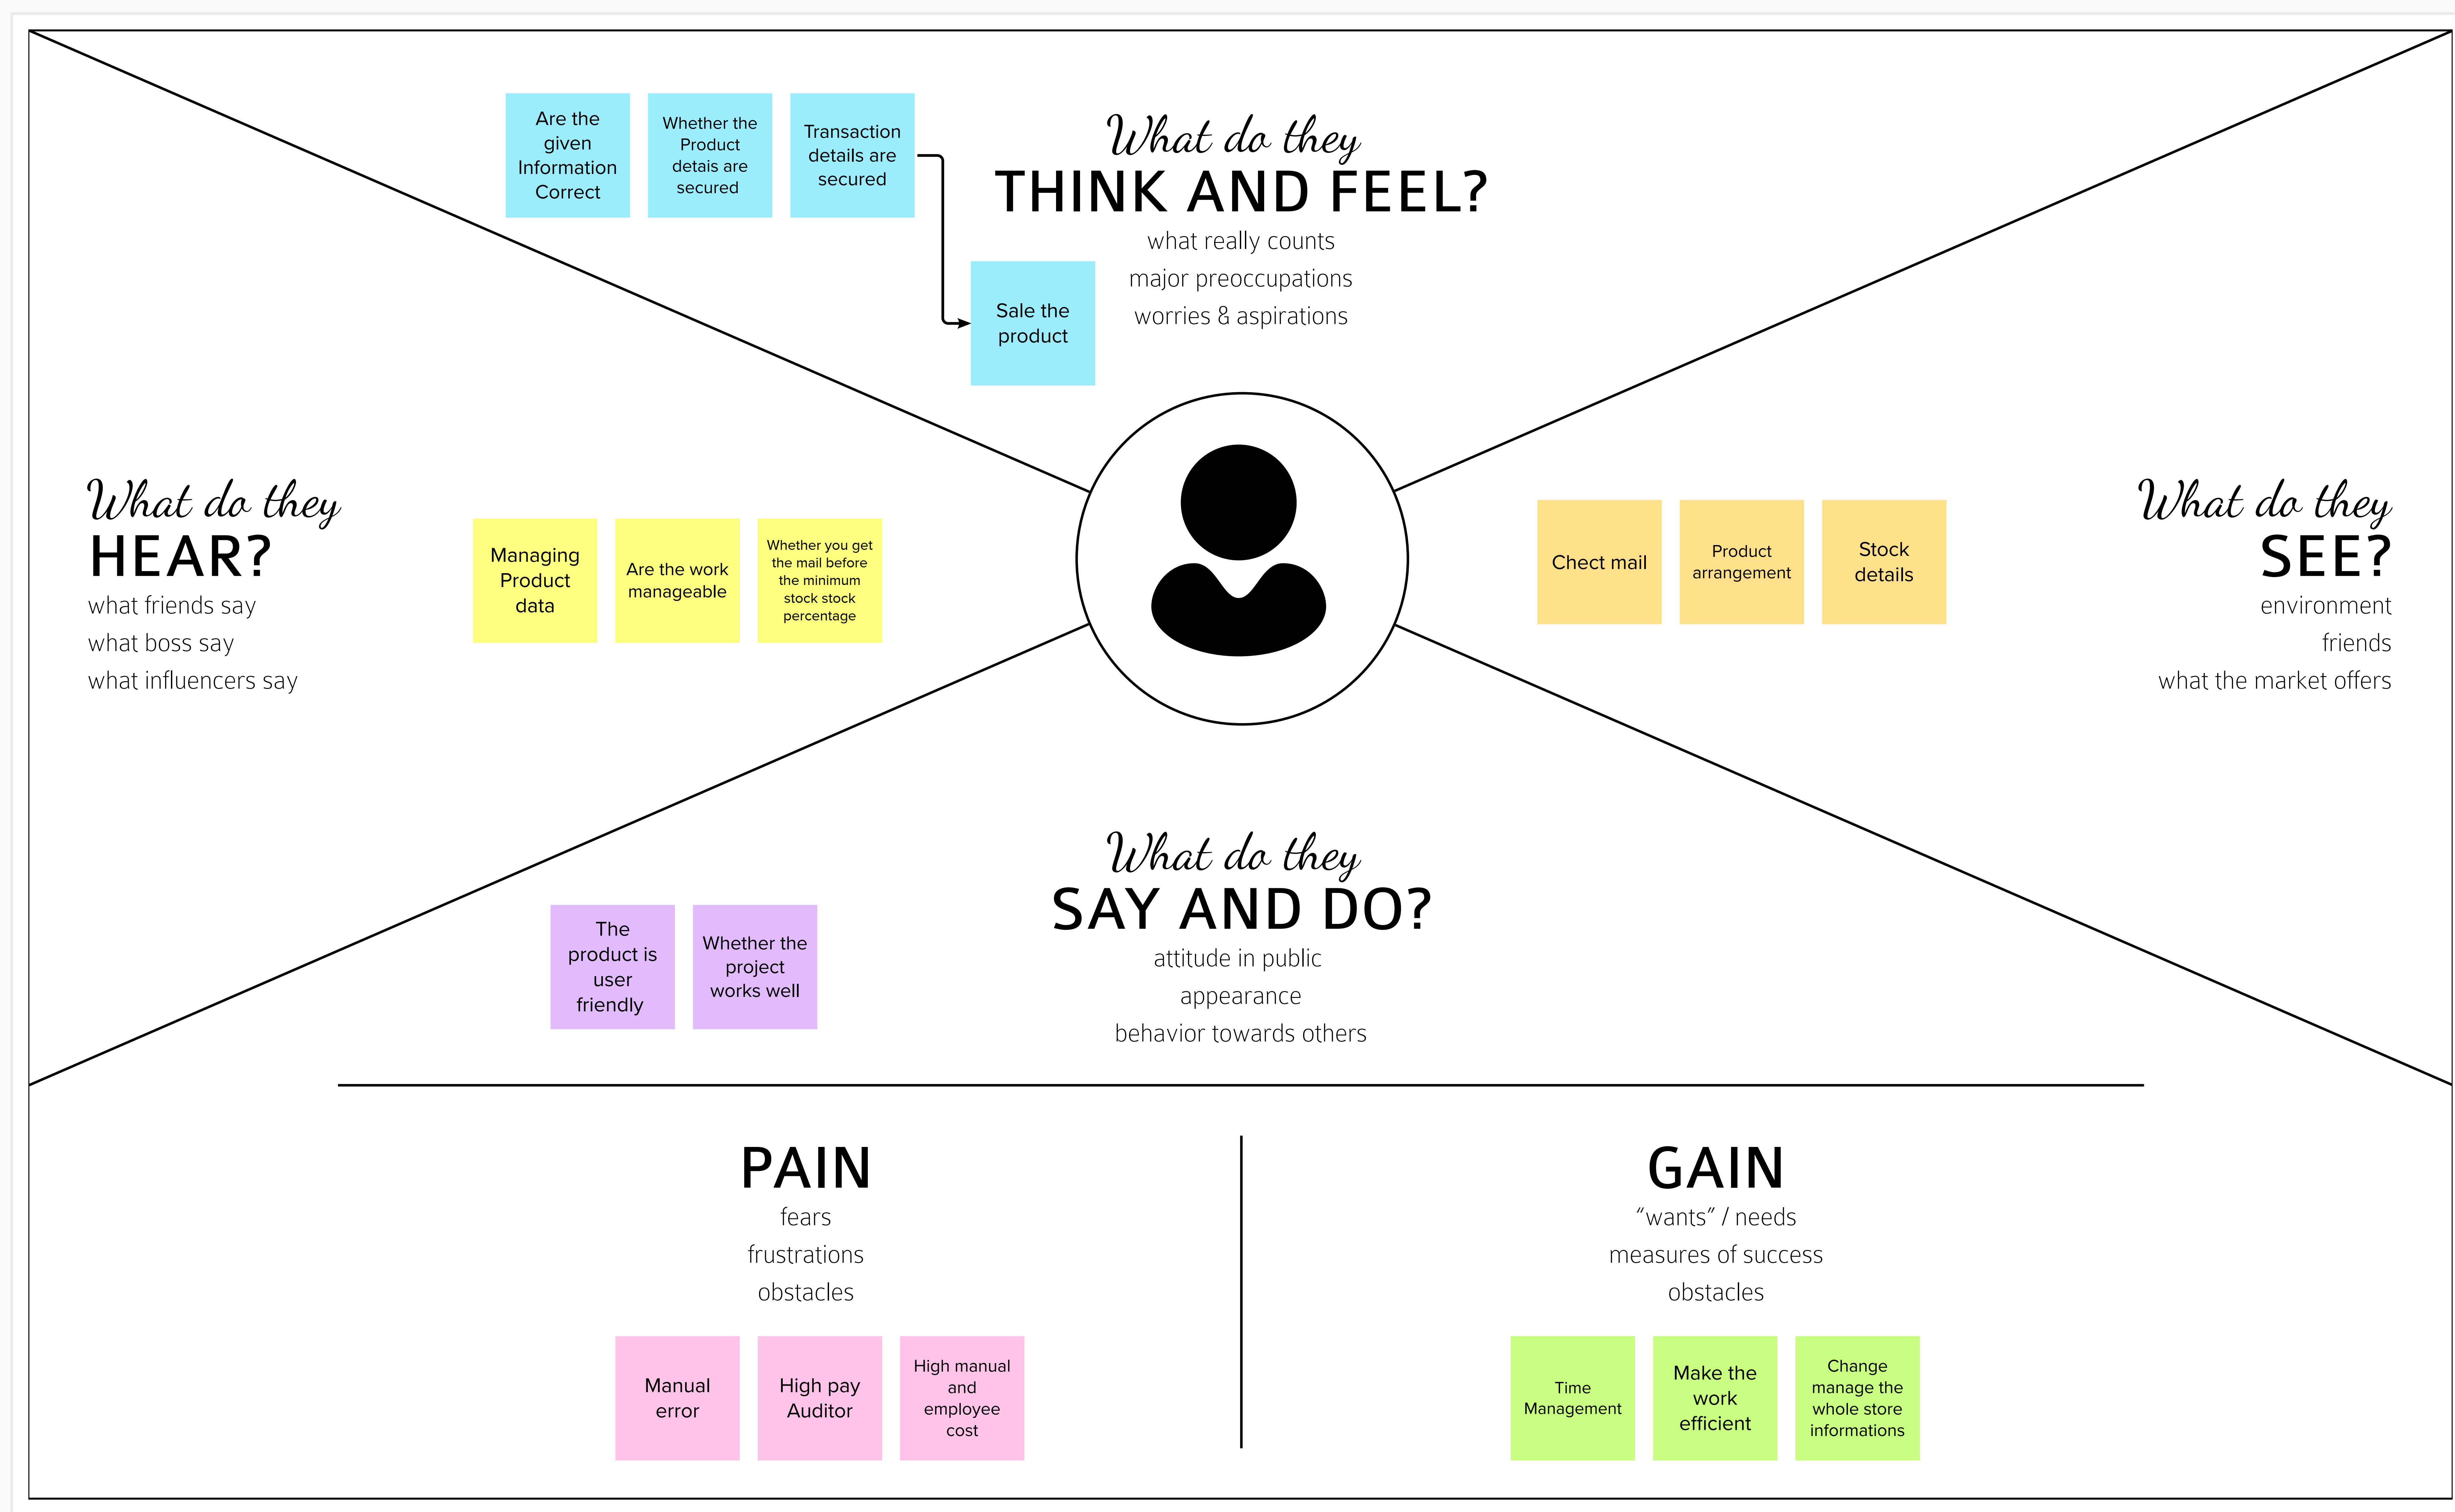 Are the
given
Information
Correct
Whether the
Product
detais are
secured
Transaction
details are
secured
Sale the
product
What do they
THINK AND FEEL?
what really counts
major preoccupations
worries & aspirations
What do they
HEAR?
what friends say
what boss say
what influencers say
Managing
Product
data
Are the work
manageable
Whether you get
the mail before
the minimum
stock stock
percentage
Chect mail
Product
arrangement
Stock
details
What do they
SEE?
environment
friends
what the market offers
What do they
SAY AND DO?
attitude in public
appearance
behavior towards others
The
product is
user
friendly
Whether the
project
works well
PAIN
fears
frustrations
obstacles
Manual
error
High pay
Auditor
High manual
and
employee
cost
GAIN
“wants” / needs
measures of success
obstacles
Time
Management
Make the
work
efficient
Change
manage the
whole store
informations